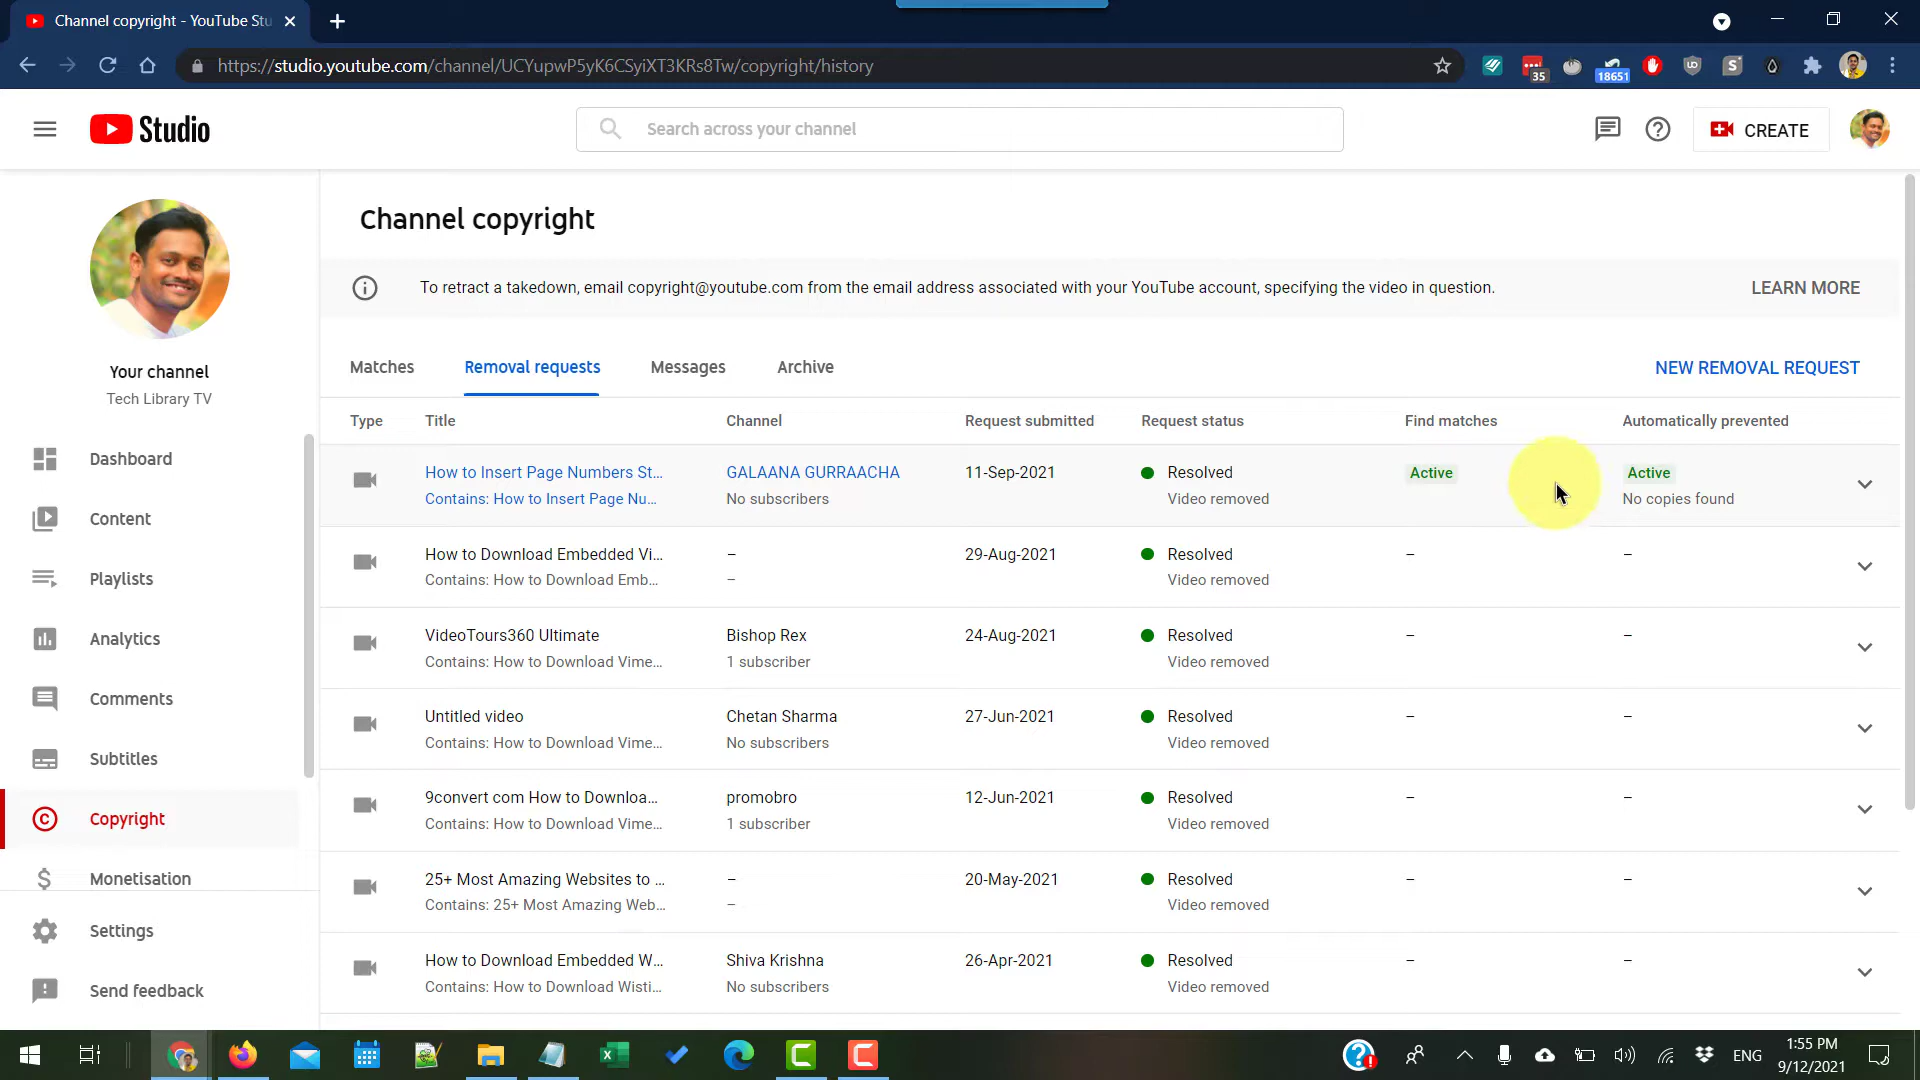 Channel copyright - YouTube Stu
https://studio.youtube.com/channel/UCYupwP5yK6CSyiXT3KRs8Tw/copyright/history
35
18651
Studio
Search across your channel
CREATE
Your channel
Tech Library TV
Dashboard
Content
Playlists
Analytics
Comments
Subtitles
Copyright
Monetisation
Settings
Send feedback
Channel copyright
To retract a takedown, email copyright@youtube.com from the email address associated with your YouTube account, specifying the video in question.
LEARN MORE
Matches Removal requests Messages Archive
NEW REMOVAL REQUEST
Type Title Channel Request submitted Request status Find matches Automatically prevented
How to Insert Page Numbers St... GALAANA GURRAACHA 11-Sep-2021 Resolved Active Active
Contains: How to Insert Page Nu... No subscribers Video removed No copies found
How to Download Embedded Vi... – 29-Aug-2021 Resolved – –
Contains: How to Download Emb... – Video removed
VideoTours360 Ultimate Bishop Rex 24-Aug-2021 Resolved – –
Contains: How to Download Vime... 1 subscriber Video removed
Untitled video Chetan Sharma 27-Jun-2021 Resolved – –
Contains: How to Download Vime... No subscribers Video removed
9convert com How to Downloa... promobro 12-Jun-2021 Resolved – –
Contains: How to Download Vime... 1 subscriber Video removed
25+ Most Amazing Websites to ... – 20-May-2021 Resolved – –
Contains: 25+ Most Amazing Web... – Video removed
How to Download Embedded W... Shiva Krishna 26-Apr-2021 Resolved – –
Contains: How to Download Wisti... No subscribers Video removed
ENG
1:55 PM
9/12/2021